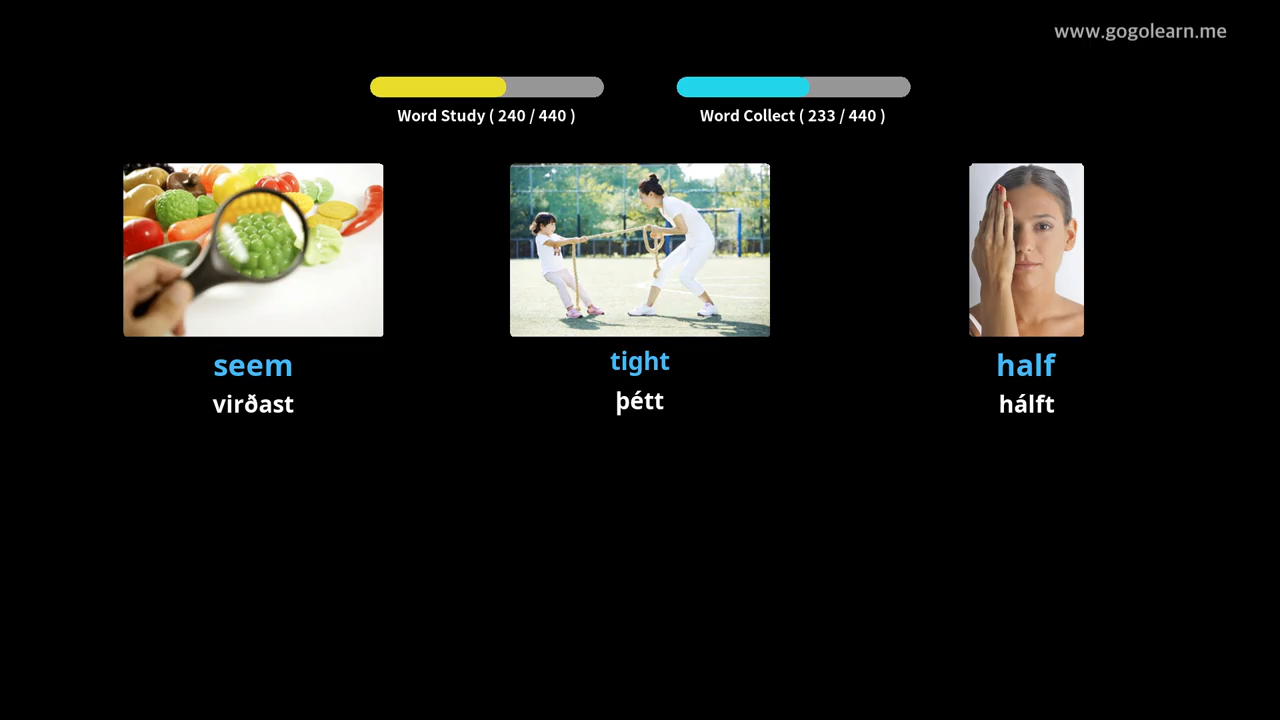 www.gogolearn.me
Word Study ( 240 / 440 )
Word Collect ( 233 / 440 )
seem
tight
half
virðast
þétt
hálft